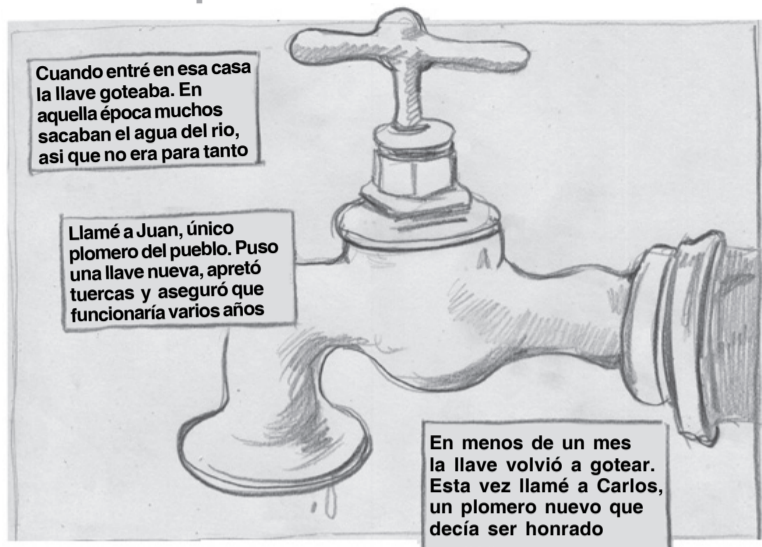 Cuando entré en esa casa
la llave goteaba. En
aquella época muchos
sacaban el agua del rio,
asi que no era para tanto
Llamé a Juan, único
plomero del pueblo. Puso
una llave nueva, apretó
tuercas y aseguró que
funcionaría varios años
En menos de un mes
la llave volvió a gotear.
Esta vez llamé a Carlos,
un plomero nuevo que
decía ser honrado